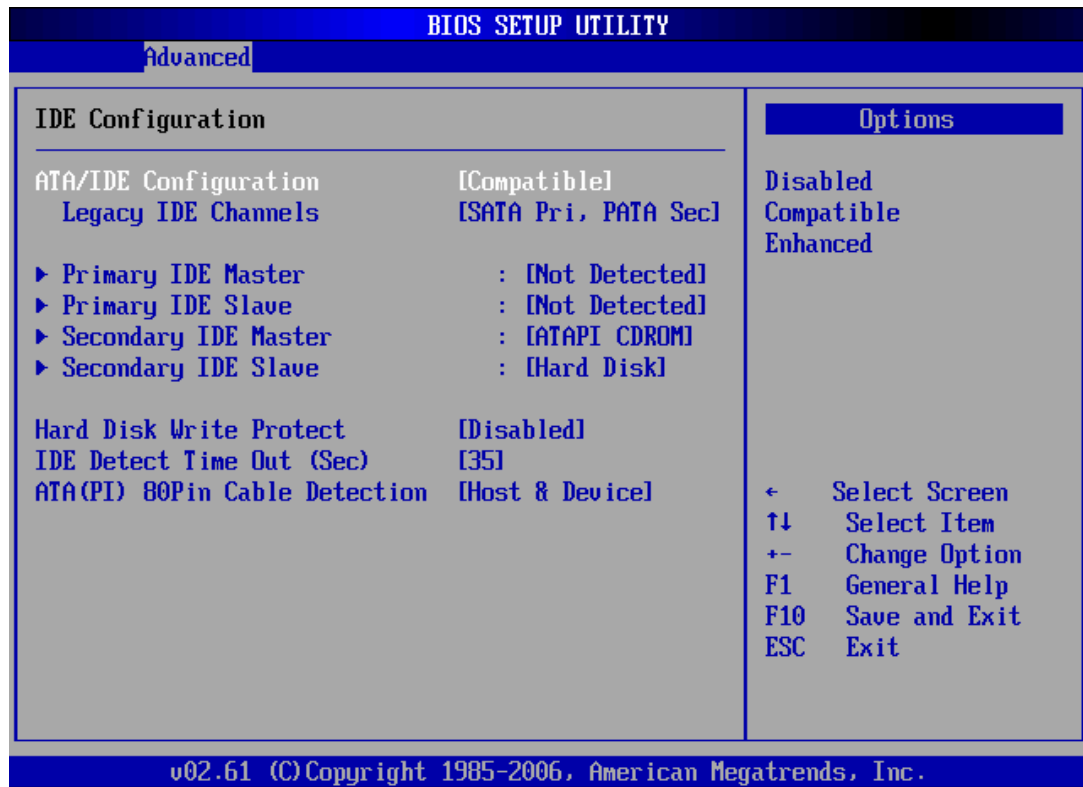 BIOS SETUP UTILITY
Advanced
IDE Configuration
ATA/IDE Configuration [Compatible]
Legacy IDE Channels [SATA Pri, PATA Sec]
▶ Primary IDE Master : [Not Detected]
▶ Primary IDE Slave : [Not Detected]
▶ Secondary IDE Master : [ATAPI CDROM]
▶ Secondary IDE Slave : [Hard Disk]
Hard Disk Write Protect [Disabled]
IDE Detect Time Out (Sec) [35]
ATA(PI) 80Pin Cable Detection [Host & Device]
Options
Disabled
Compatible
Enhanced
← Select Screen
↑↓ Select Item
+- Change Option
F1 General Help
F10 Save and Exit
ESC Exit
v02.61 (C)Copyright 1985-2006, American Megatrends, Inc.